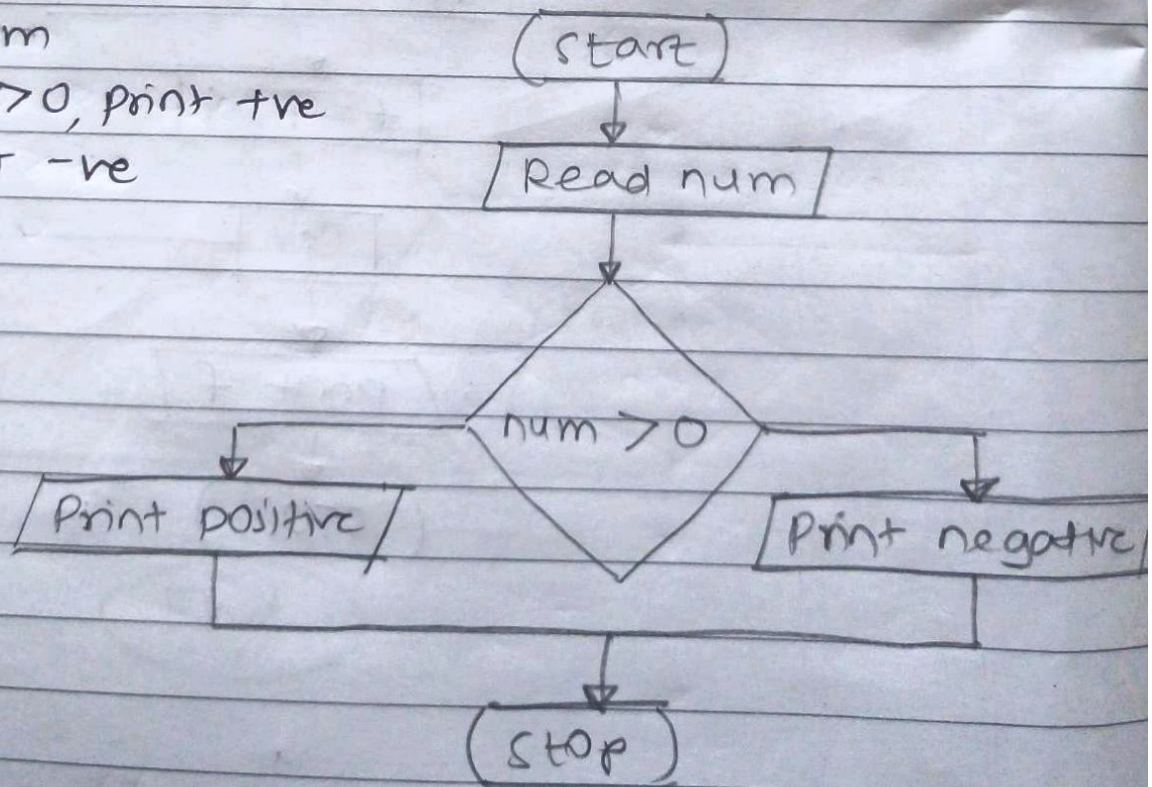 m
>0, print +ve
-ve
Start
Read num
num > 0
Print positive
Print negative
Stop